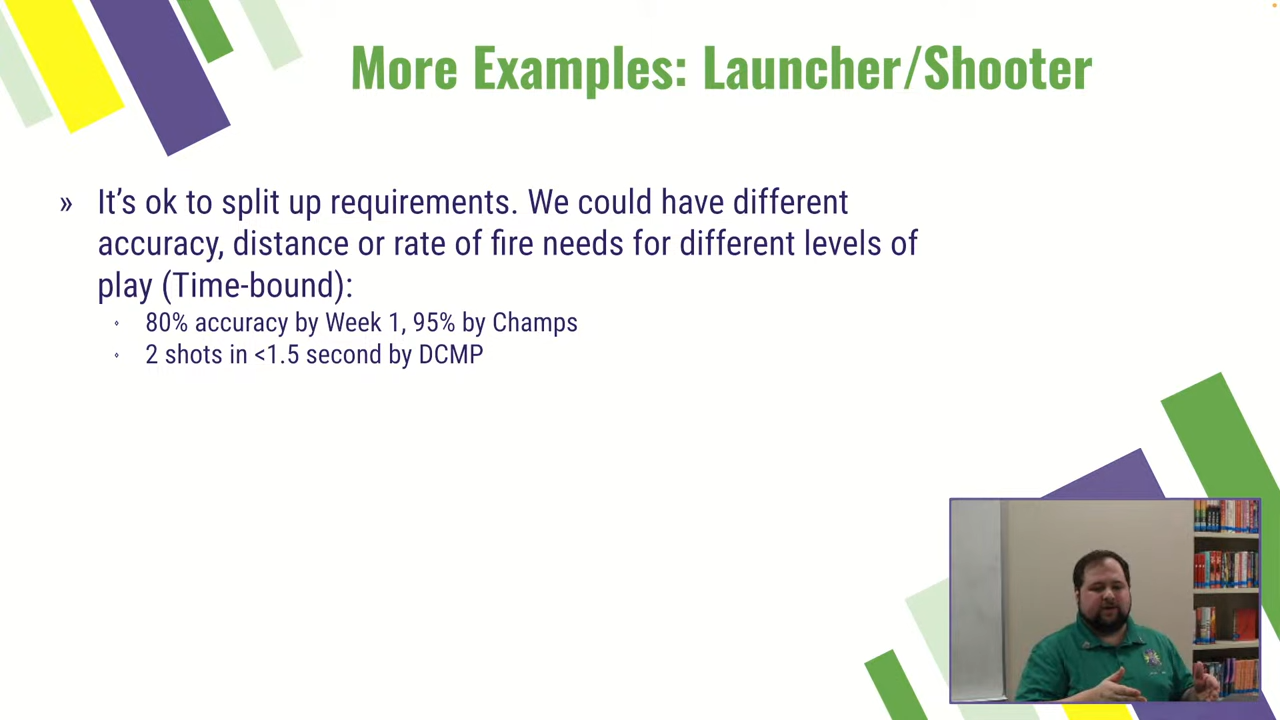 More Examples: Launcher/Shooter
» It's ok to split up requirements. We could have different
accuracy, distance or rate of fire needs for different levels of
play (Time-bound):
80% accuracy by Week 1, 95% by Champs
2 shots in <1.5 second by DCMP